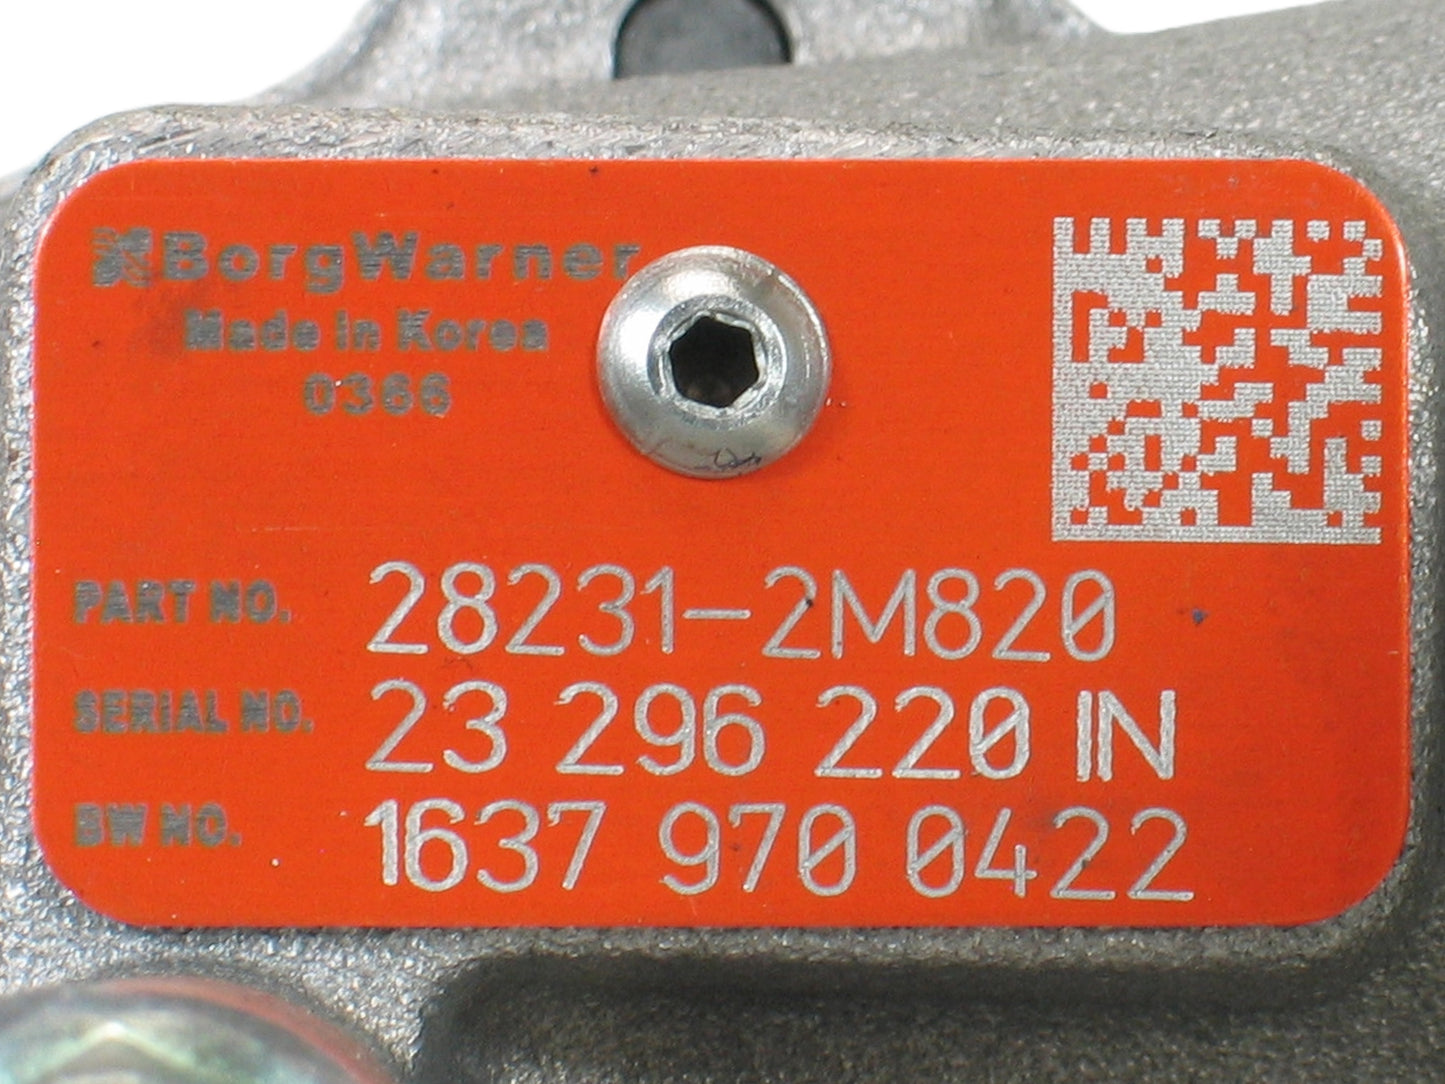 BorgWarner
Made in Korea
0366
PART NO. 28231-2M820
SERIAL NO. 23 296 220 IN
BW NO. 1637 970 0422